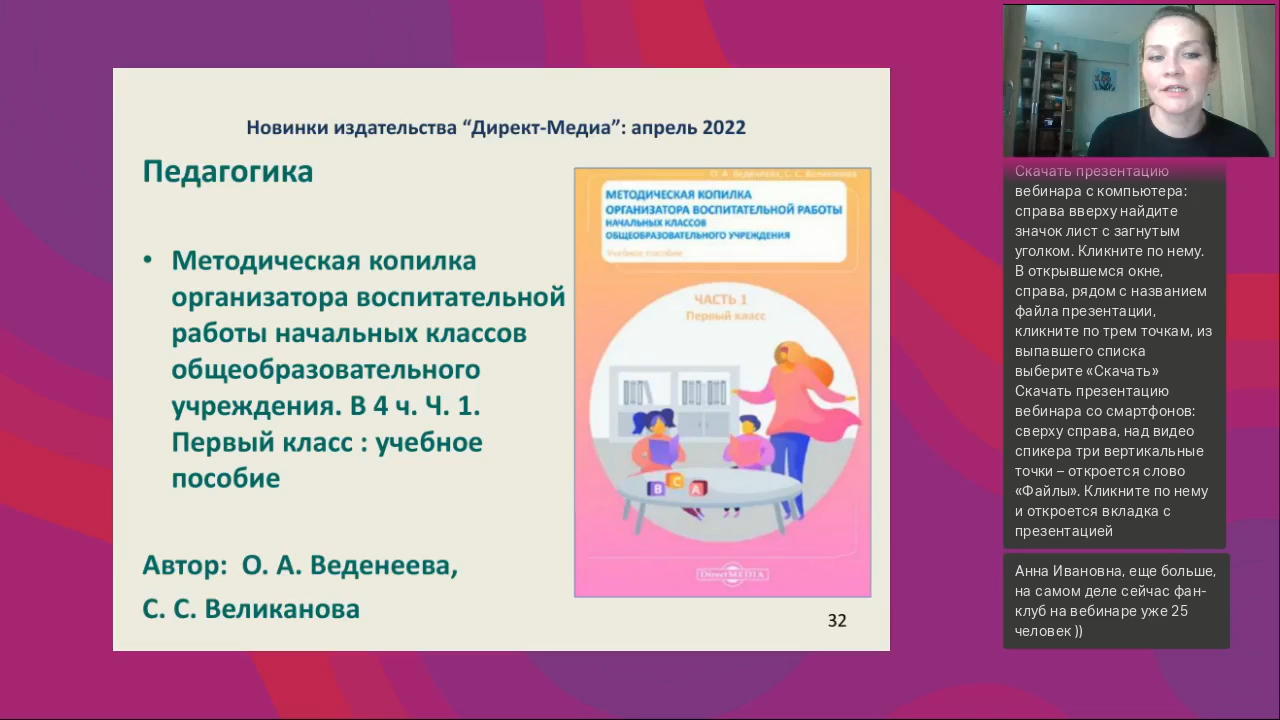 Новинки издательства “Директ-Медиа”: апрель 2022
Педагогика
• Методическая копилка
организатора воспитательной
работы начальных классов
общеобразовательного
учреждения. В 4 ч. Ч. 1.
Первый класс : учебное
пособие
Автор: О. А. Веденеева,
С. С. Великанова
О. А. Веденеева, С. С. Великанова
МЕТОДИЧЕСКАЯ КОПИЛКА
ОРГАНИЗАТОРА ВОСПИТАТЕЛЬНОЙ РАБОТЫ
НАЧАЛЬНЫХ КЛАССОВ
ОБЩЕОБРАЗОВАТЕЛЬНОГО УЧРЕЖДЕНИЯ
Учебное пособие
ЧАСТЬ 1
Первый класс
B C A
DirectMEDIA
32
Скачать презентацию
вебинара с компьютера:
справа вверху найдите
значок лист с загнутым
уголком. Кликните по нему.
В открывшемся окне,
справа, рядом с названием
файла презентации,
кликните по трем точкам, из
выпавшего списка
выберите «Скачать»
Скачать презентацию
вебинара со смартфонов:
сверху справа, над видео
спикера три вертикальные
точки – откроется слово
«Файлы». Кликните по нему
и откроется вкладка с
презентацией
Анна Ивановна, еще больше,
на самом деле сейчас фан-
клуб на вебинаре уже 25
человек ))